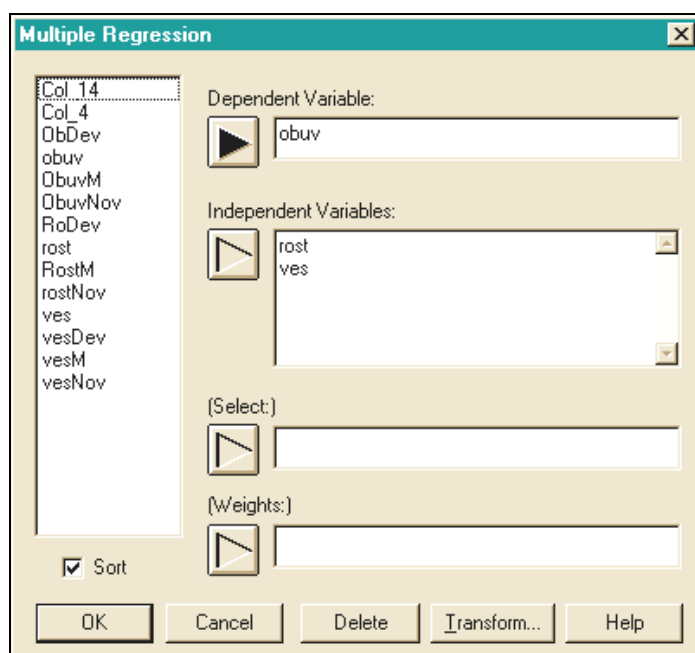 Multiple Regression
Col_14
Col_4
ObDev
obuv
ObuvM
ObuvNov
RoDev
rost
RostM
rostNov
ves
vesDev
vesM
vesNov
Sort
Dependent Variable:
obuv
Independent Variables:
rost
ves
(Select:)
(Weights:)
OK
Cancel
Delete
Transform...
Help